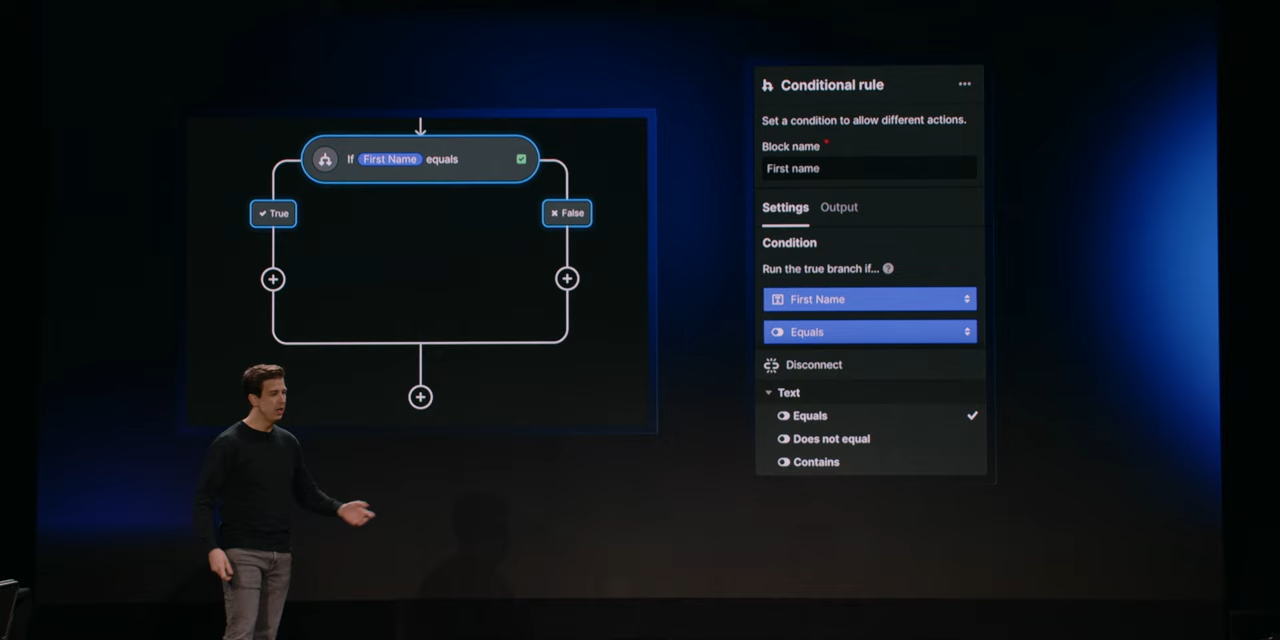 If First Name equals
True
False
Conditional rule
Set a condition to allow different actions.
Block name *
First name
Settings Output
Condition
Run the true branch if... ?
First Name
Equals
Disconnect
Text
Equals
Does not equal
Contains